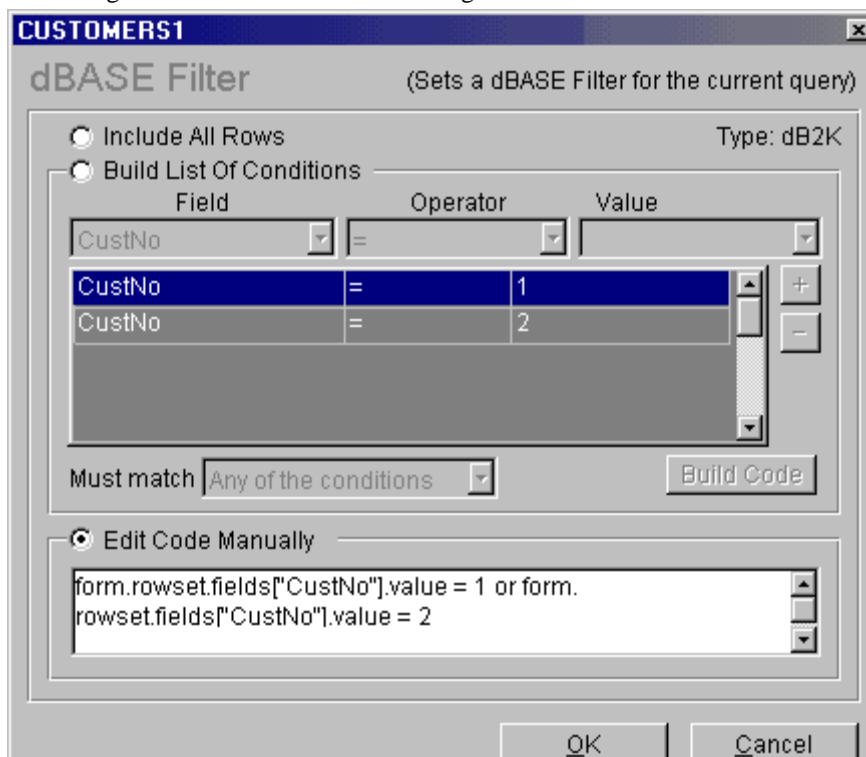 CUSTOMERS1
dBASE Filter (Sets a dBASE Filter for the current query)
Include All Rows Type: dB2K
Build List Of Conditions
Field Operator Value
CustNo =
CustNo = 1 +
CustNo = 2 -
Must match Any of the conditions Build Code
Edit Code Manually
form.rowset.fields["CustNo"].value = 1 or form.
rowset.fields["CustNo"].value = 2
OK Cancel